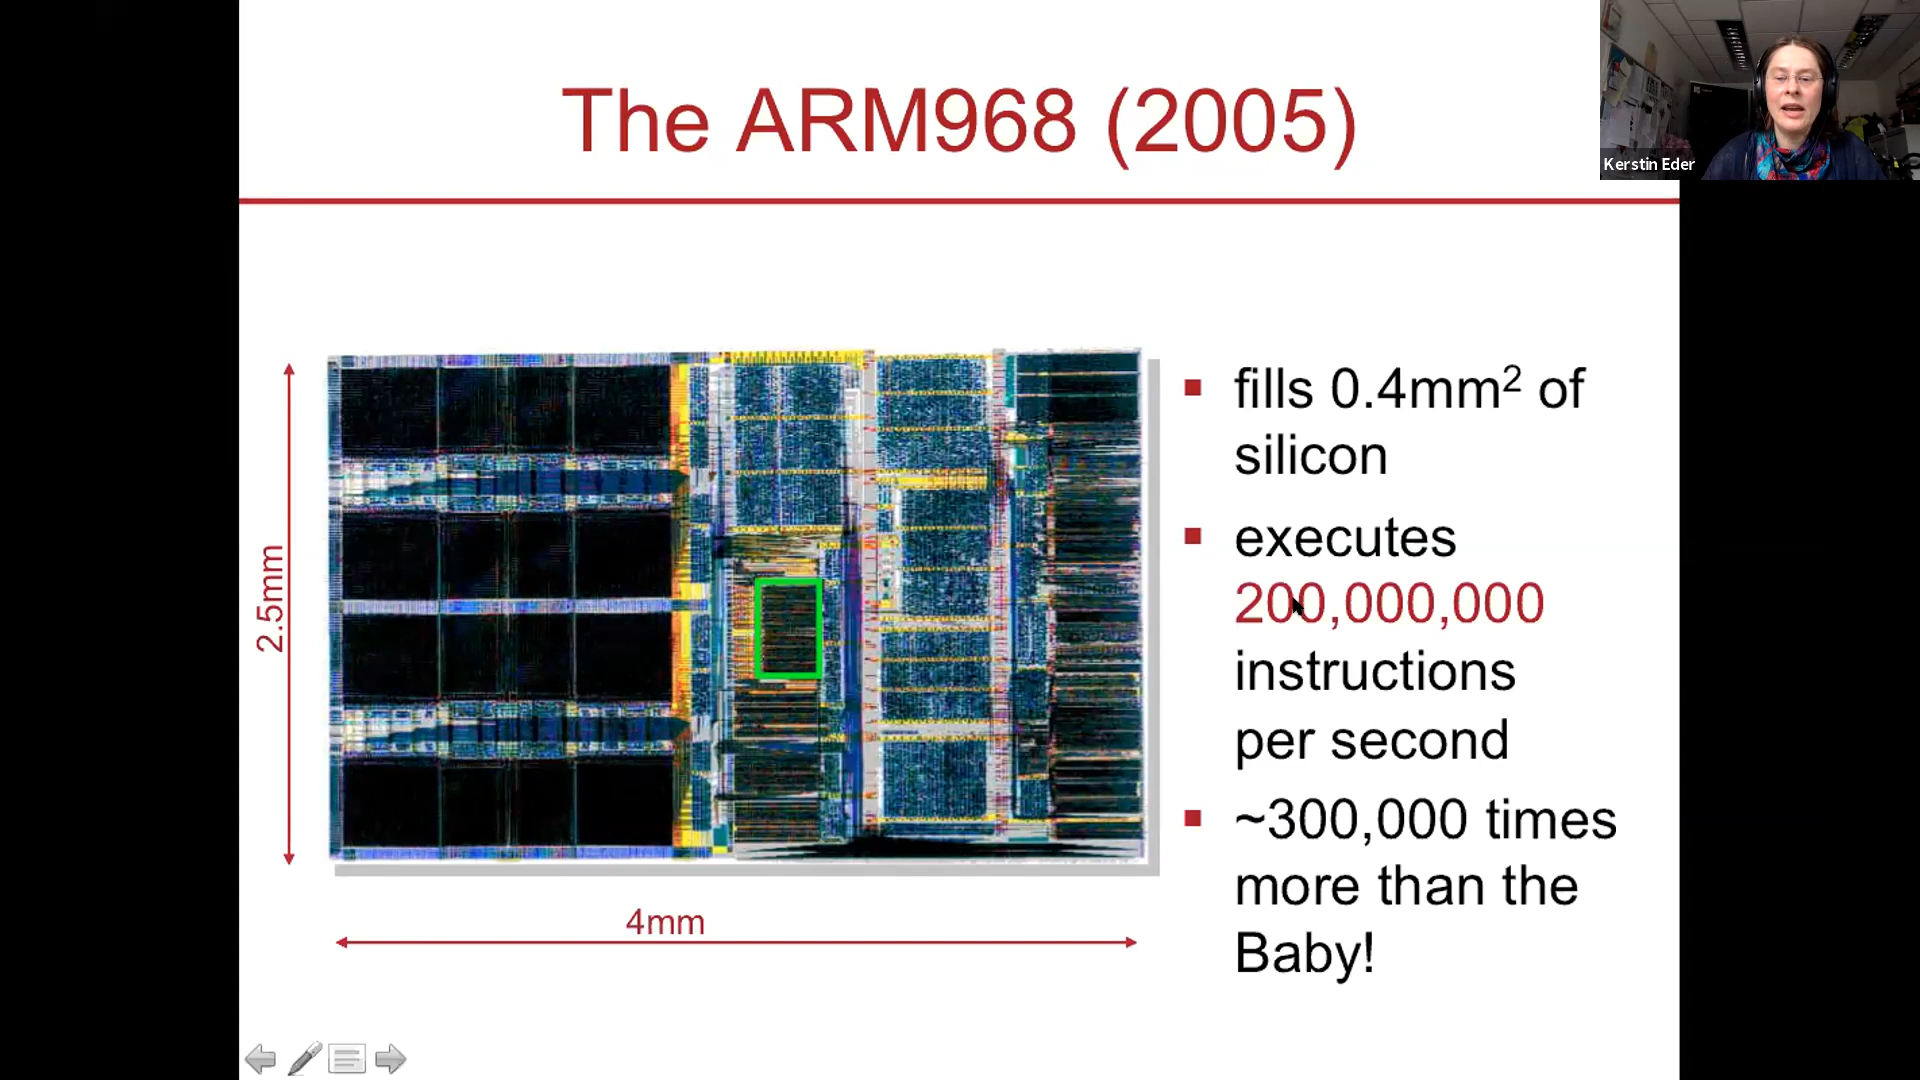 The ARM968 (2005)
Kerstin Eder
2.5mm
4mm
fills 0.4mm² of
silicon
executes
200,000,000
instructions
per second
~300,000 times
more than the
Baby!